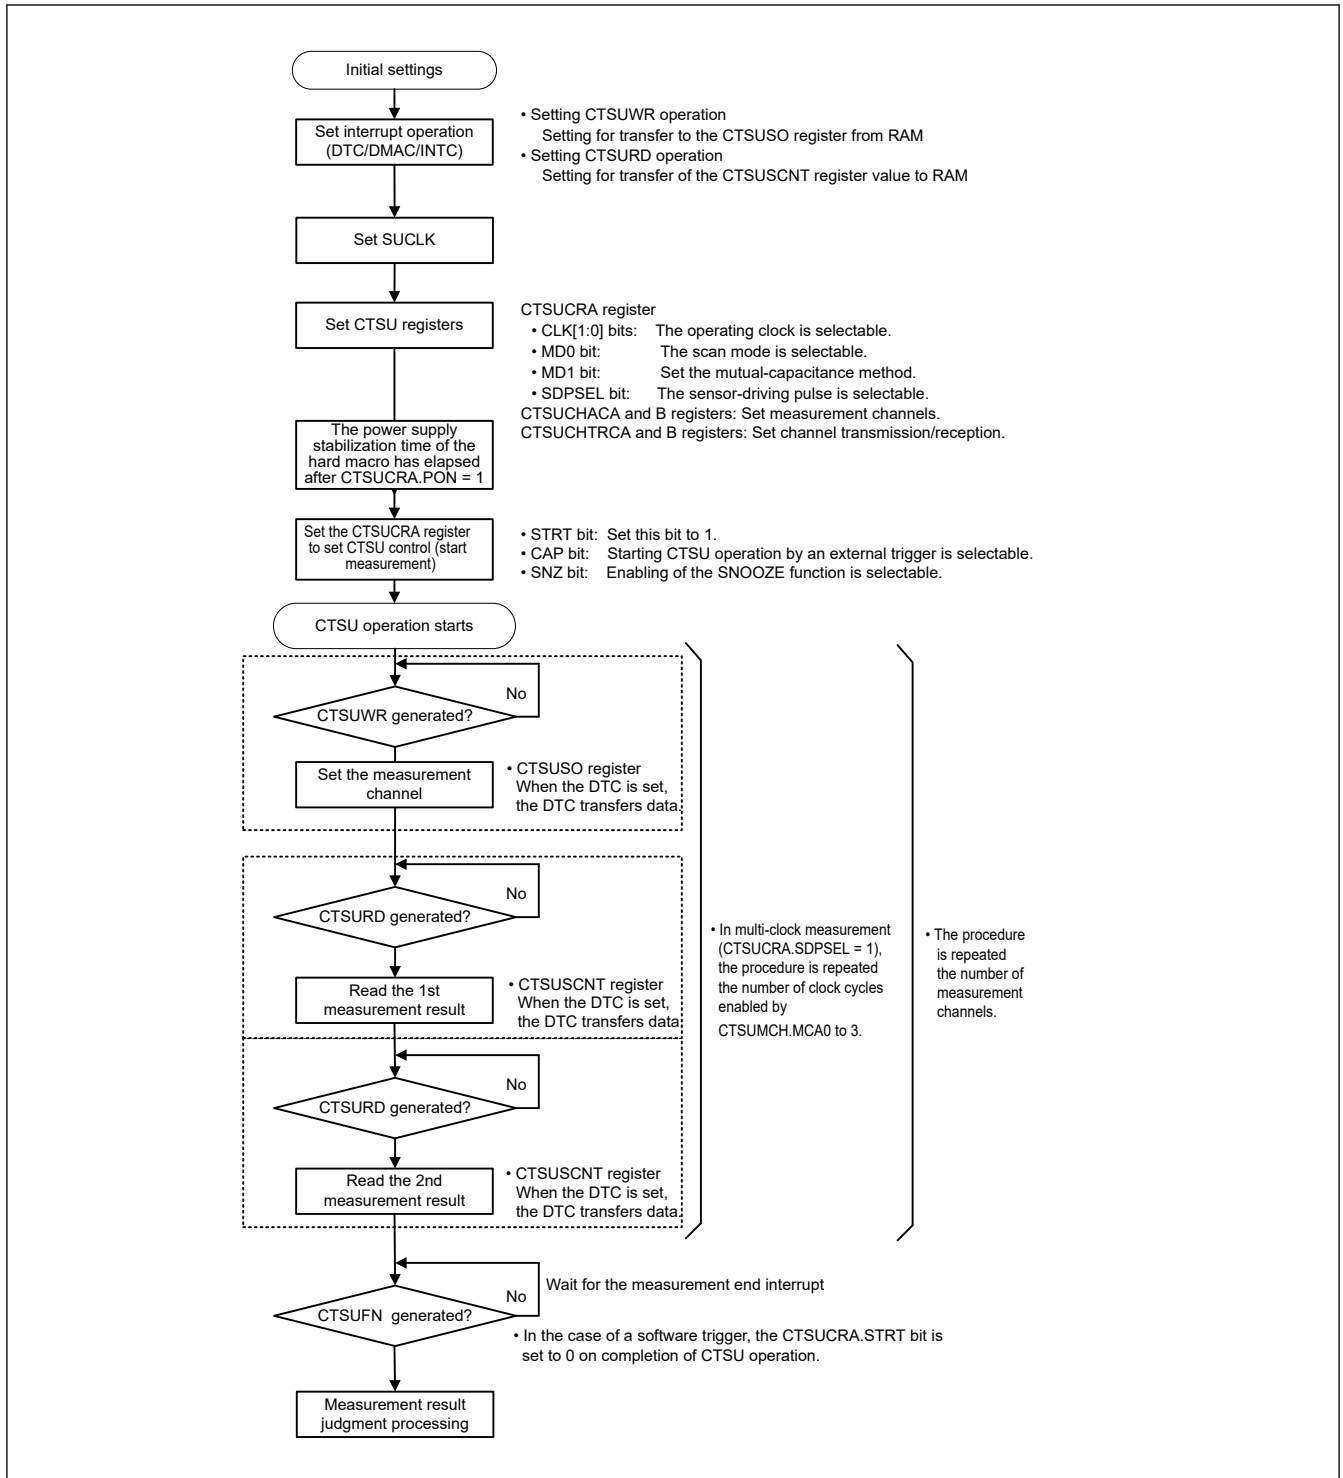 Initial settings
Set interrupt operation
(DTC/DMAC/INTC)
• Setting CTSUWR operation
Setting for transfer to the CTSUSO register from RAM
• Setting CTSURD operation
Setting for transfer of the CTSUSCNT register value to RAM
Set SUCLK
Set CTSU registers
CTSUCRA register
• CLK[1:0] bits: The operating clock is selectable.
• MD0 bit: The scan mode is selectable.
• MD1 bit: Set the mutual-capacitance method.
• SDPSEL bit: The sensor-driving pulse is selectable.
CTSUCHACA and B registers: Set measurement channels.
CTSUCHTRCA and B registers: Set channel transmission/reception.
The power supply
stabilization time of the
hard macro has elapsed
after CTSUCRA.PON = 1
Set the CTSUCRA register
to set CTSU control (start
measurement)
• STRT bit: Set this bit to 1.
• CAP bit: Starting CTSU operation by an external trigger is selectable.
• SNZ bit: Enabling of the SNOOZE function is selectable.
CTSU operation starts
No
CTSUWR generated?
Set the measurement
channel
• CTSUSO register
When the DTC is set,
the DTC transfers data.
No
CTSURD generated?
Read the 1st
measurement result
• CTSUSCNT register
When the DTC is set,
the DTC transfers data
No
CTSURD generated?
Read the 2nd
measurement result
• CTSUSCNT register
When the DTC is set,
the DTC transfers data.
• In multi-clock measurement
(CTSUCRA.SDPSEL = 1),
the procedure is repeated
the number of clock cycles
enabled by
CTSUMCH.MCA0 to 3.
• The procedure
is repeated
the number of
measurement
channels.
Wait for the measurement end interrupt
No
CTSUFN generated?
• In the case of a software trigger, the CTSUCRA.STRT bit is
set to 0 on completion of CTSU operation.
Measurement result
judgment processing